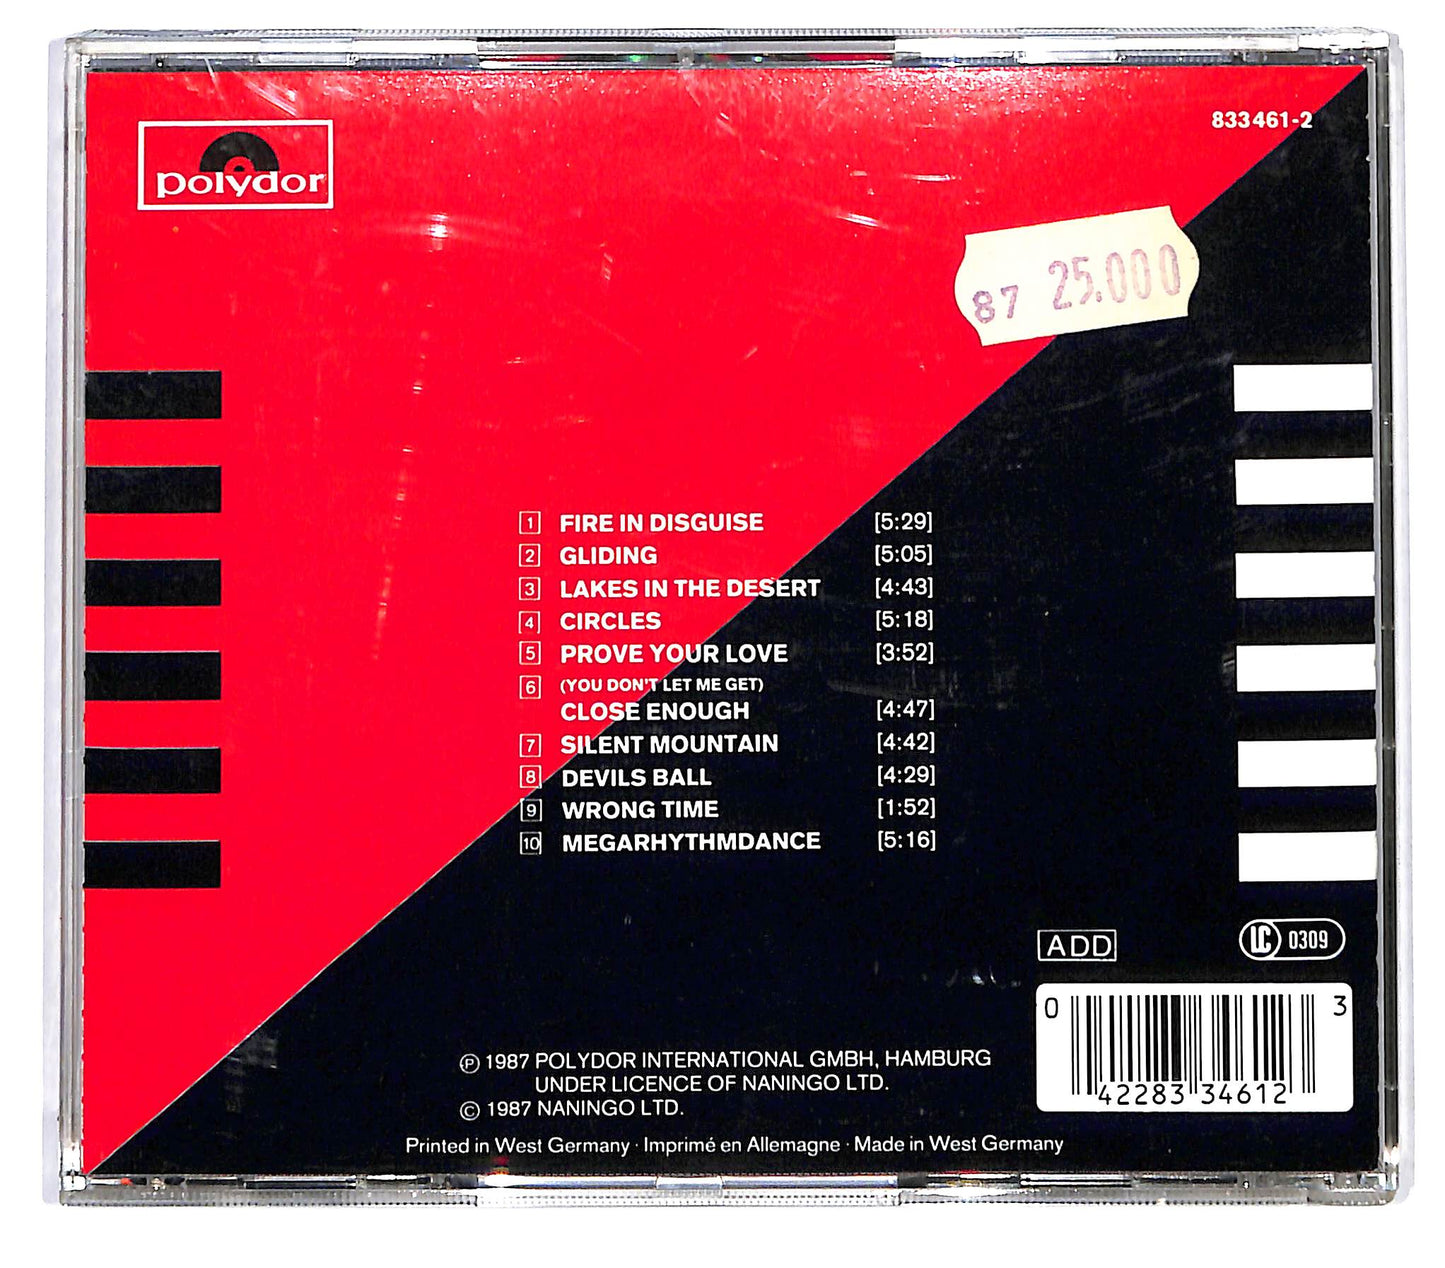 polydor
833 461-2
87 25.000
1 FIRE IN DISGUISE [5:29]
2 GLIDING [5:05]
3 LAKES IN THE DESERT [4:43]
4 CIRCLES [5:18]
5 PROVE YOUR LOVE [3:52]
6 (YOU DON'T LET ME GET)
CLOSE ENOUGH [4:47]
7 SILENT MOUNTAIN [4:42]
8 DEVILS BALL [4:29]
9 WRONG TIME [1:52]
10 MEGARHYTHMDANCE [5:16]
ADD
LC 0309
0 42283 34612 3
Ⓟ 1987 POLYDOR INTERNATIONAL GMBH, HAMBURG
UNDER LICENCE OF NANINGO LTD.
© 1987 NANINGO LTD.
Printed in West Germany · Imprimé en Allemagne · Made in West Germany